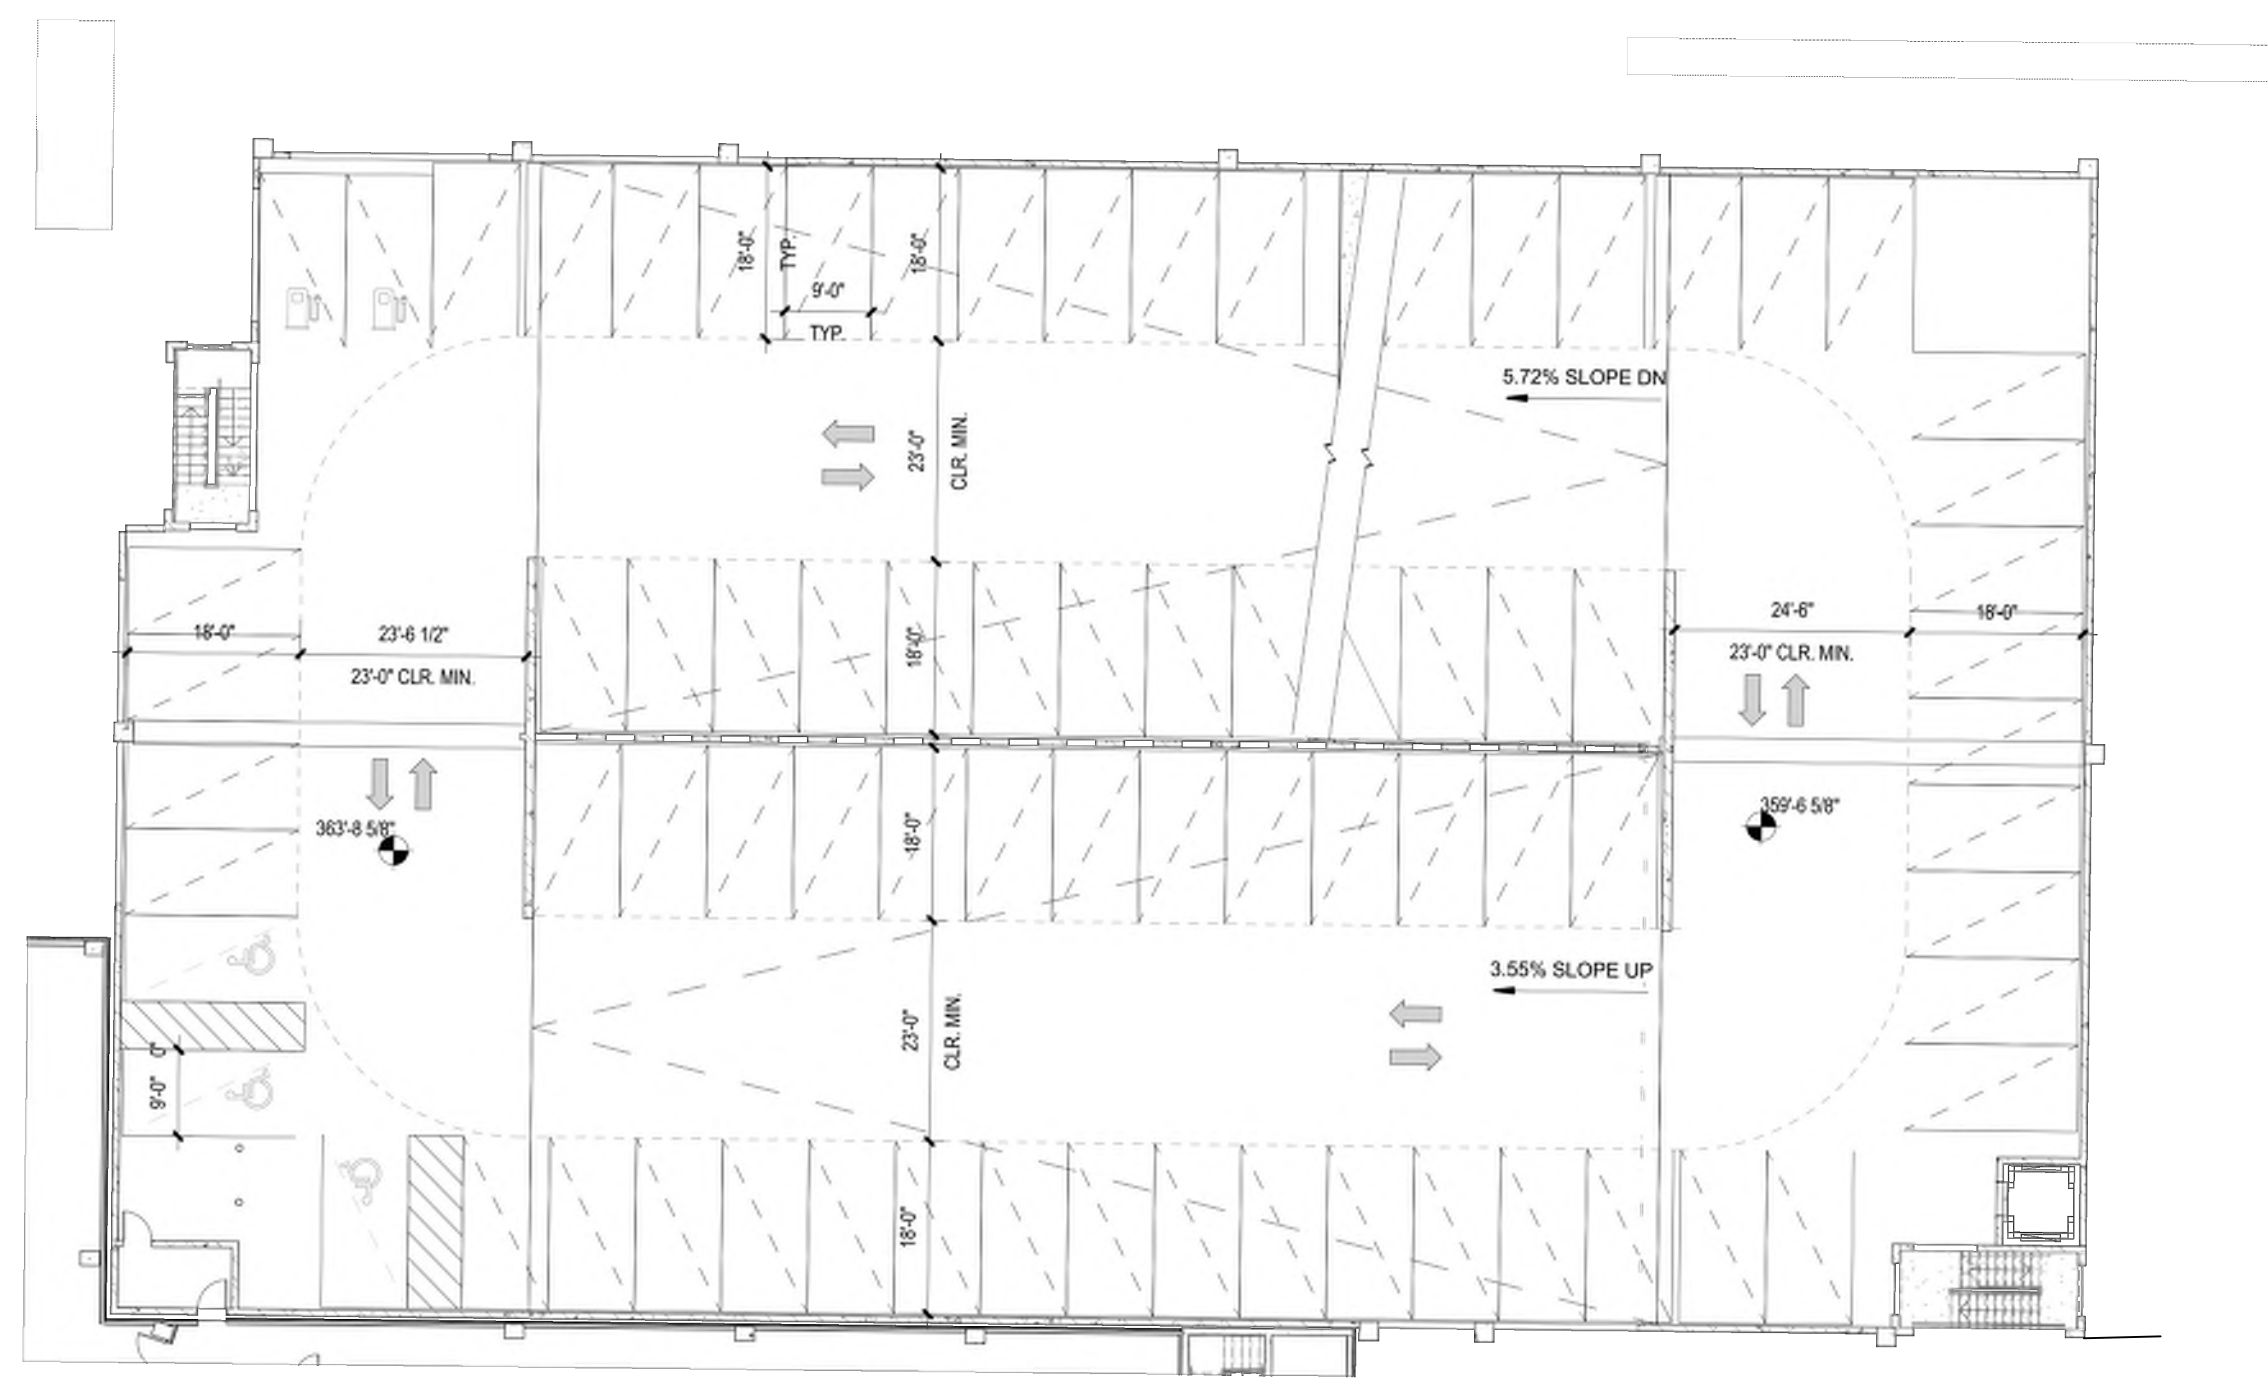 18'-0"
TYP.
18'-0"
9'-0"
TYP.
5.72% SLOPE DN
23'-0"
CLR. MIN.
18'-0"
23'-6 1/2"
23'-0" CLR. MIN.
18'-0"
24'-6"
18'-0"
23'-0" CLR. MIN.
363'-8 5/8"
18'-0"
359'-6 5/8"
3.55% SLOPE UP
23'-0"
CLR. MIN.
9'-0"
18'-0"